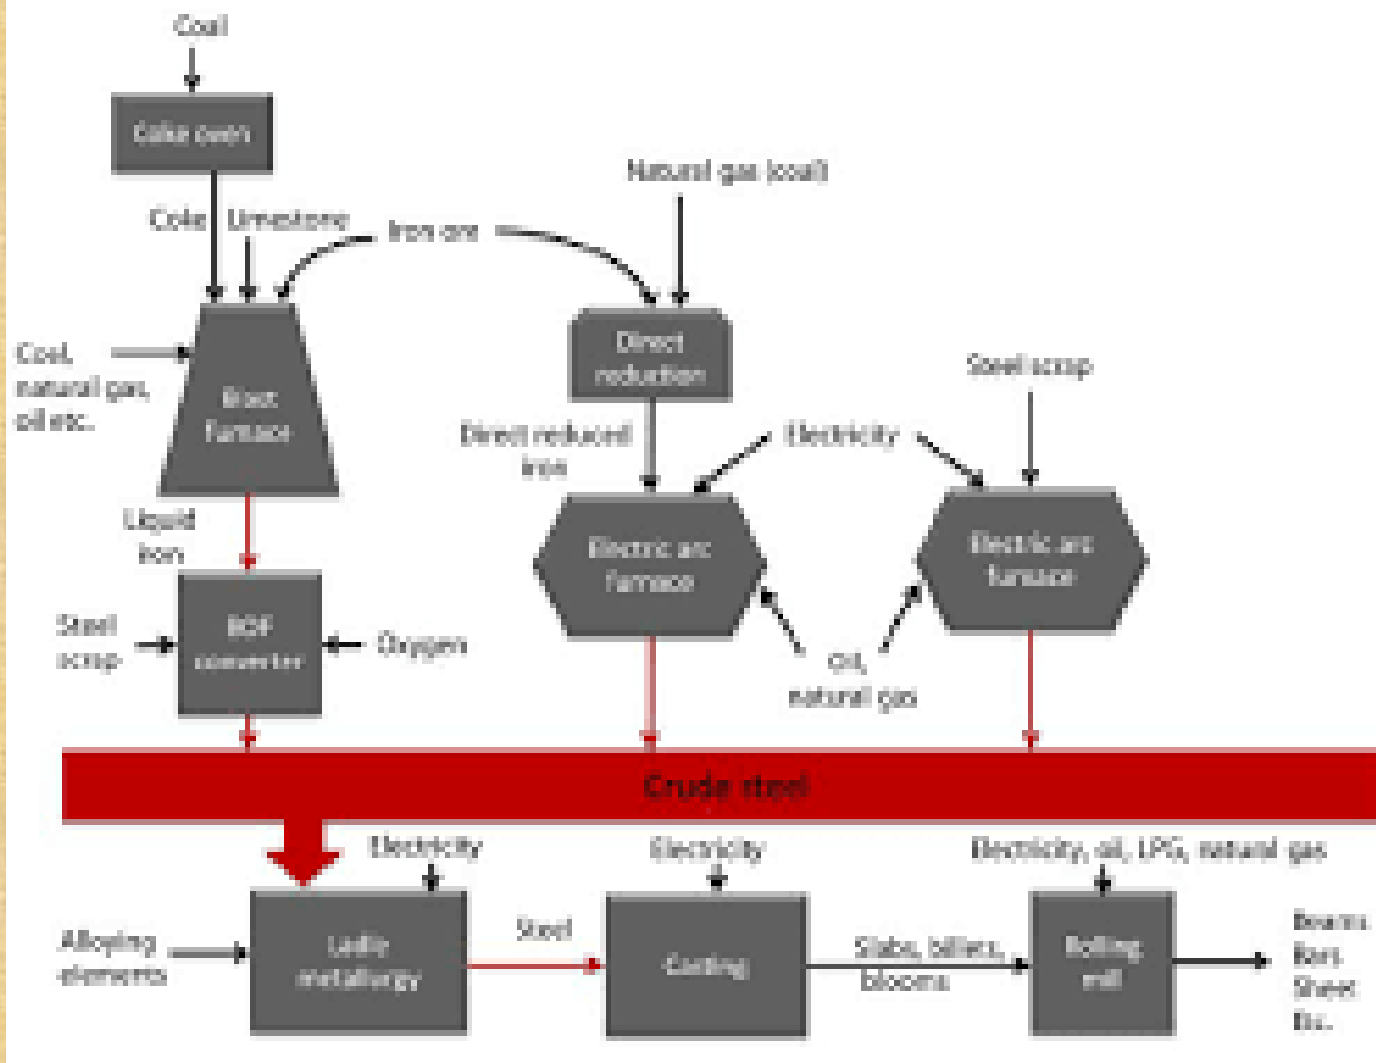 Coal
Coke oven
Natural gas (coal)
Coke
Limestone
Iron ore
Coal,
natural gas,
oil etc.
Blast
furnace
Direct
reduction
Steel scrap
Direct reduced
iron
Electricity
Liquid
iron
Electric arc
furnace
Electric arc
furnace
Steel
scrap
BOF
converter
Oxygen
Oil,
natural gas
Crude steel
Electricity
Electricity
Electricity, oil, LPG, natural gas
Alloying
elements
Ladle
metallurgy
Steel
Casting
Slabs, billets,
blooms
Rolling
mill
Beams
Bars
Sheet
Etc.